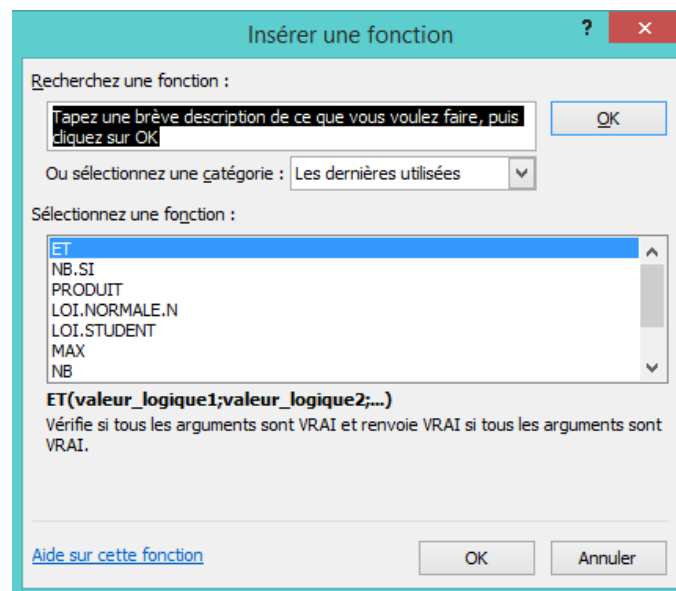 Insérer une fonction
?
×
Recherchez une fonction :
Tapez une brève description de ce que vous voulez faire, puis
cliquez sur OK
OK
Ou sélectionnez une catégorie : Les dernières utilisées
Sélectionnez une fonction :
ET
NB.SI
PRODUIT
LOI.NORMALE.N
LOI.STUDENT
MAX
NB
ET(valeur_logique1;valeur_logique2;...)
Vérifie si tous les arguments sont VRAI et renvoie VRAI si tous les arguments sont
VRAI.
Aide sur cette fonction
OK
Annuler